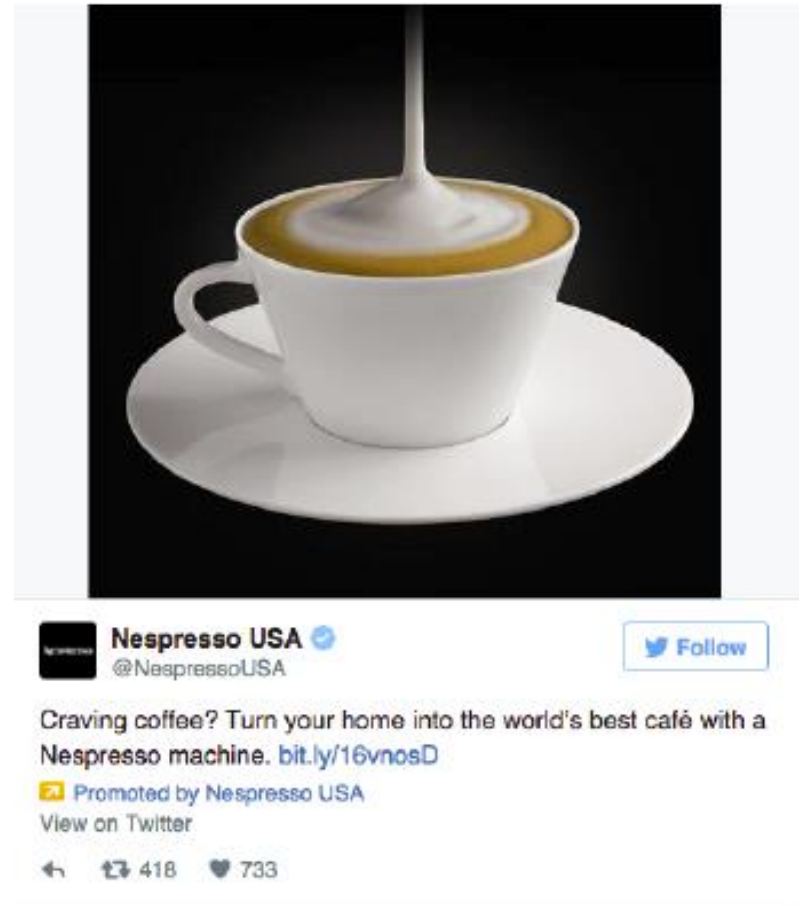 Nespresso USA
Follow
@NespressoUSA
Craving coffee? Turn your home into the world's best café with a
Nespresso machine. bit.ly/16vnosD
Promoted by Nespresso USA
View on Twitter
418 733